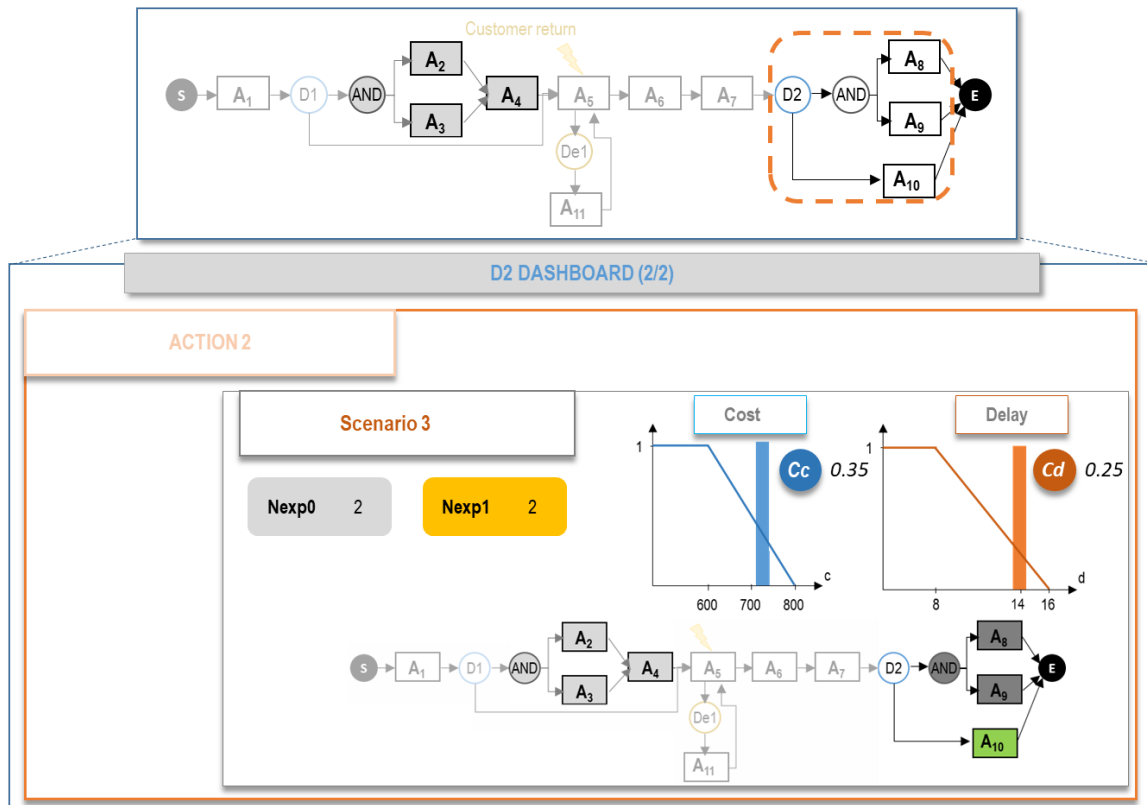 Customer return
A2
A8
S
A1
D1
AND
A4
A5
A6
A7
D2
AND
E
A3
A9
De1
A10
A11
D2 DASHBOARD (2/2)
ACTION 2
Scenario 3
Cost
Delay
1
Cc 0.35
1
Cd 0.25
Nexp0 2
Nexp1 2
c
d
600 700 800
8 14 16
A2
A8
S
A1
D1
AND
A4
A5
A6
A7
D2
AND
E
A3
A9
De1
A10
A11